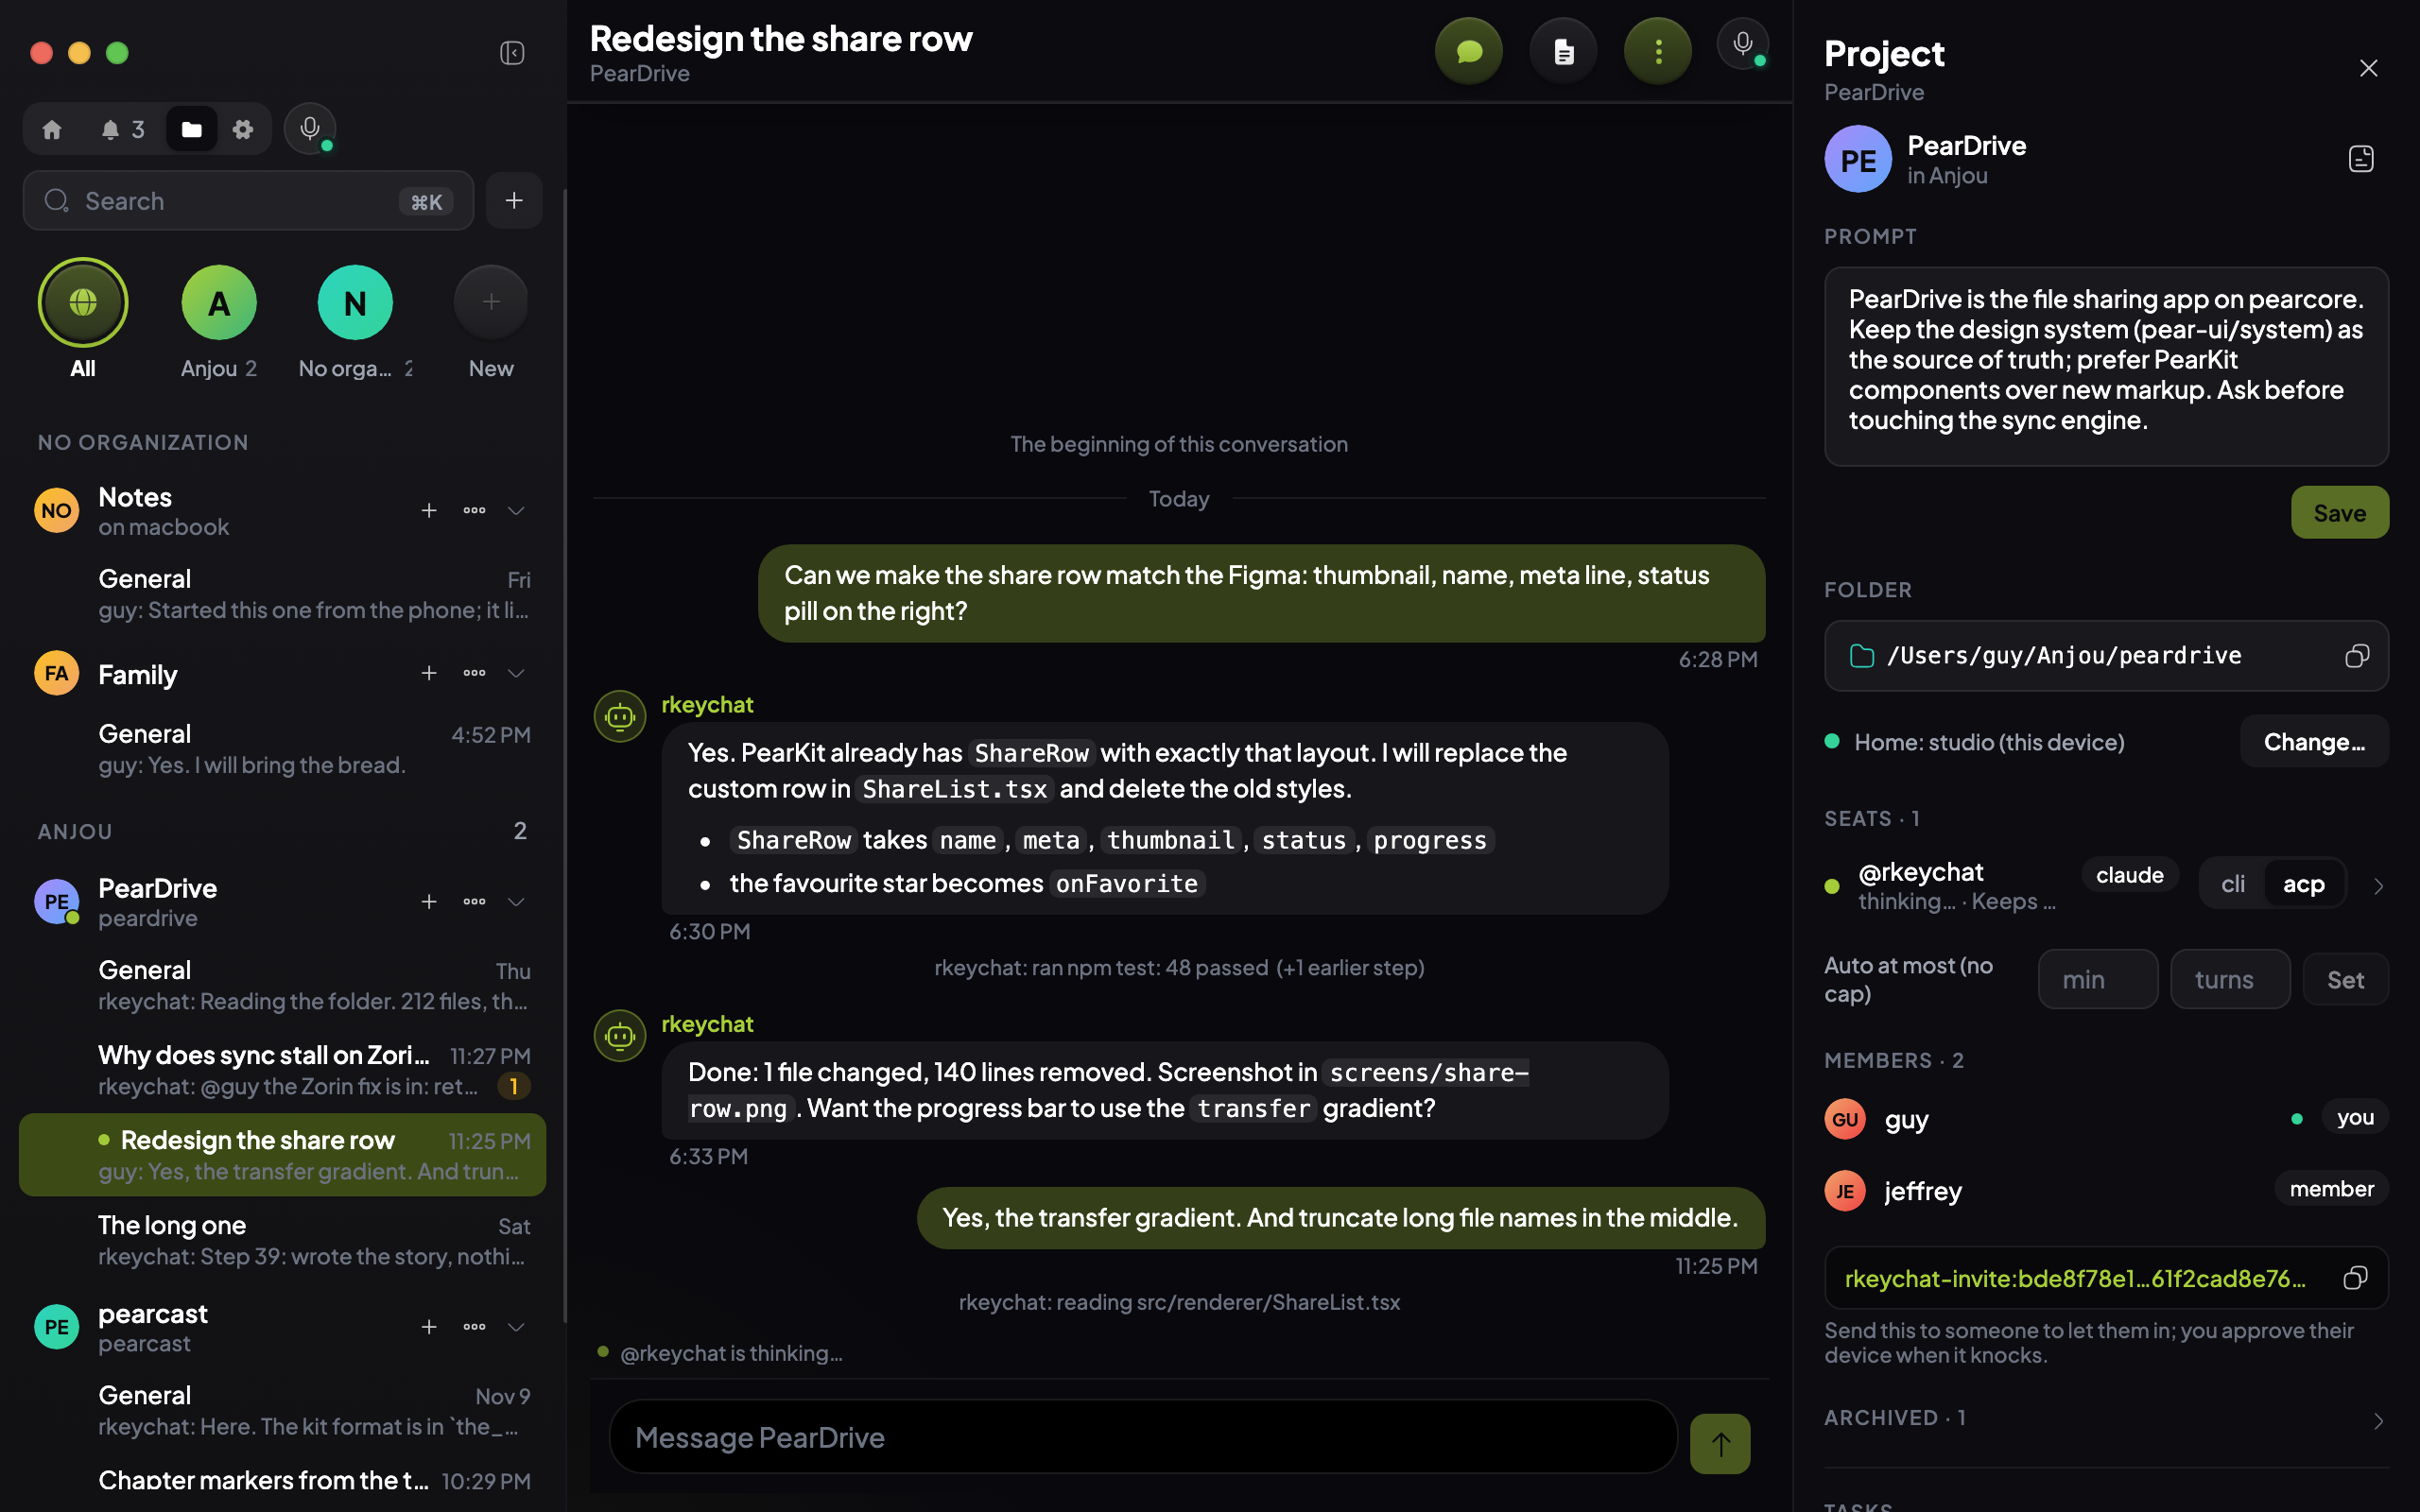 3
Search
⌘K
All
A
Anjou 2
N
No orga...
New
NO ORGANIZATION
NO
Notes
on macbook
General
Fri
guy: Started this one from the phone; it li...
FA
Family
General
4:52 PM
guy: Yes. I will bring the bread.
ANJOU
2
PE
PearDrive
peardrive
General
Thu
rkeychat: Reading the folder. 212 files, th...
Why does sync stall on Zori...
11:27 PM
rkeychat: @guy the Zorin fix is in: ret...
1
Redesign the share row
11:25 PM
guy: Yes, the transfer gradient. And trun...
The long one
Sat
rkeychat: Step 39: wrote the story, nothi...
PE
pearcast
pearcast
General
Nov 9
rkeychat: Here. The kit format is in `the_...
Chapter markers from the t...
10:29 PM
Redesign the share row
PearDrive
The beginning of this conversation
Today
Can we make the share row match the Figma: thumbnail, name, meta line, status
pill on the right?
6:28 PM
rkeychat
Yes. PearKit already has ShareRow with exactly that layout. I will replace the
custom row in ShareList.tsx and delete the old styles.
• ShareRow takes name, meta, thumbnail, status, progress
• the favourite star becomes onFavorite
6:30 PM
rkeychat: ran npm test: 48 passed (+1 earlier step)
rkeychat
Done: 1 file changed, 140 lines removed. Screenshot in screens/share-
row.png. Want the progress bar to use the transfer gradient?
6:33 PM
Yes, the transfer gradient. And truncate long file names in the middle.
11:25 PM
rkeychat: reading src/renderer/ShareList.tsx
@rkeychat is thinking...
Message PearDrive
Project
PearDrive
PE
PearDrive
in Anjou
PROMPT
PearDrive is the file sharing app on pearcore.
Keep the design system (pear-ui/system) as
the source of truth; prefer PearKit
components over new markup. Ask before
touching the sync engine.
Save
FOLDER
/Users/guy/Anjou/peardrive
Home: studio (this device)
Change...
SEATS · 1
@rkeychat
thinking... · Keeps ...
claude
cli
acp
Auto at most (no
cap)
min
turns
Set
MEMBERS · 2
GU
guy
you
JE
jeffrey
member
rkeychat-invite:bde8f78e1...61f2cad8e76...
Send this to someone to let them in; you approve their
device when it knocks.
ARCHIVED · 1
TASKS